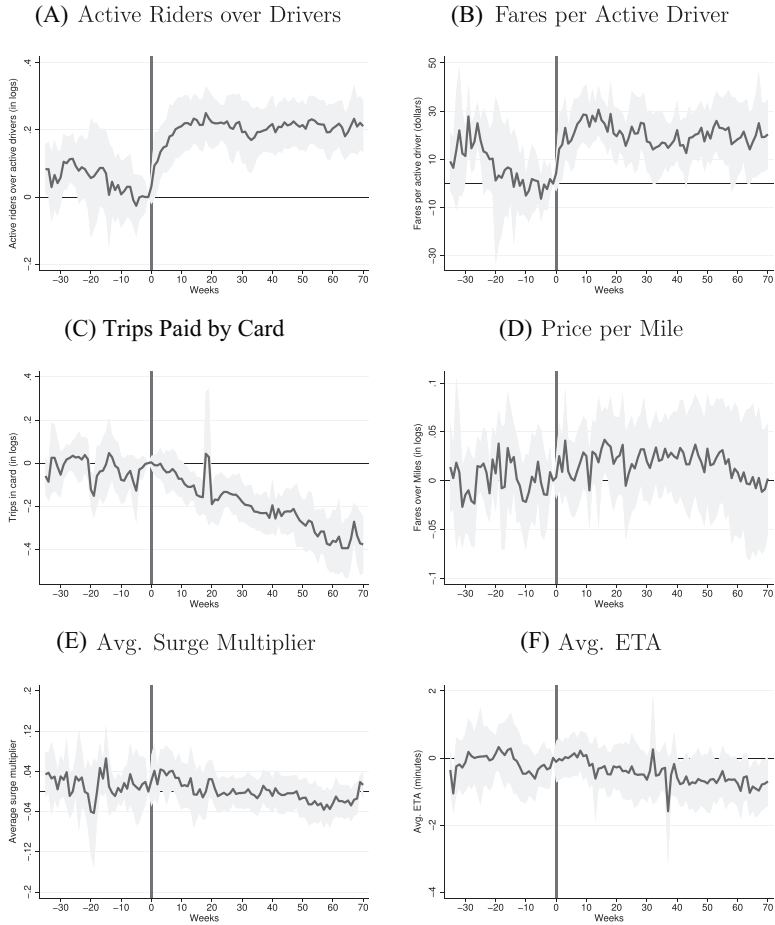 (A) Active Riders over Drivers
Active riders over active drivers (in logs)
.4
.2
0
-.2
-30 -20 -10 0 10 20 30 40 50 60 70
Weeks
(B) Fares per Active Driver
Fares per active driver (dollars)
50
30
10
-10
-30
-30 -20 -10 0 10 20 30 40 50 60 70
Weeks
(C) Trips Paid by Card
Trips in card (in logs)
.4
.2
0
-.2
-.4
-30 -20 -10 0 10 20 30 40 50 60 70
Weeks
(D) Price per Mile
Fares over Miles (in logs)
.1
.05
0
-.05
-.1
-30 -20 -10 0 10 20 30 40 50 60 70
Weeks
(E) Avg. Surge Multiplier
Average surge multiplier
.2
.12
.04
-.04
-.12
-.2
-30 -20 -10 0 10 20 30 40 50 60 70
Weeks
(F) Avg. ETA
Avg. ETA (minutes)
2
0
-2
-4
-30 -20 -10 0 10 20 30 40 50 60 70
Weeks